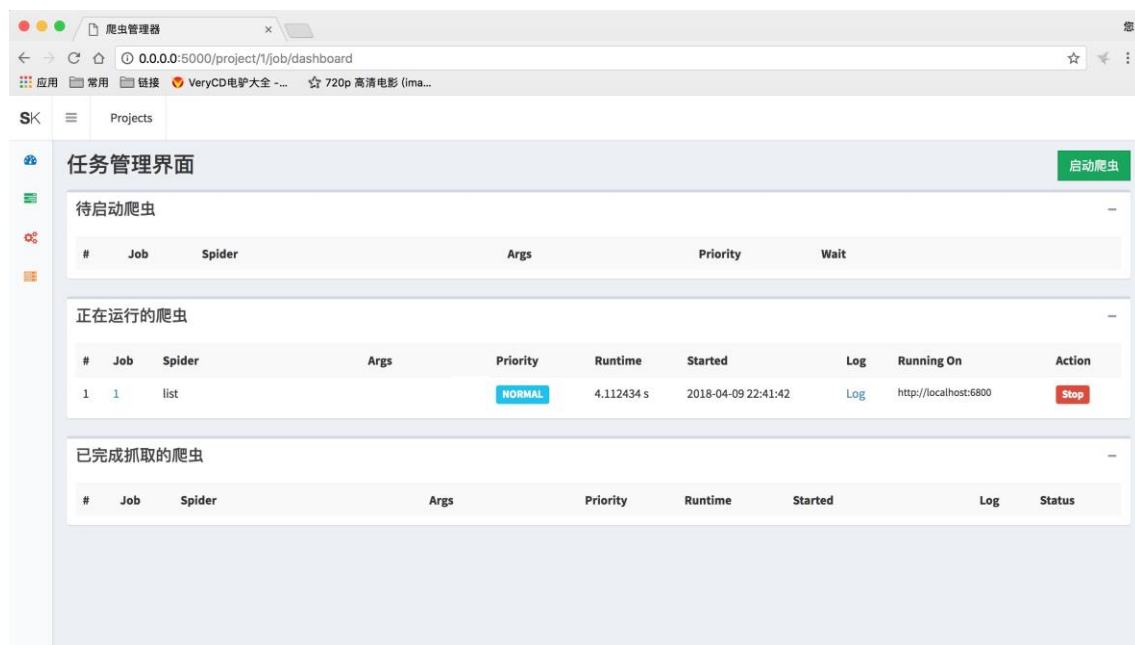 爬虫管理器
您
0.0.0.0:5000/project/1/job/dashboard
应用 常用 链接 VeryCD电驴大全 -... 720p 高清电影 (ima...
SK Projects
任务管理界面 启动爬虫
待启动爬虫
# Job Spider Args Priority Wait
正在运行的爬虫
# Job Spider Args Priority Runtime Started Log Running On Action
1 1 list NORMAL 4.112434 s 2018-04-09 22:41:42 Log http://localhost:6800 Stop
已完成抓取的爬虫
# Job Spider Args Priority Runtime Started Log Status